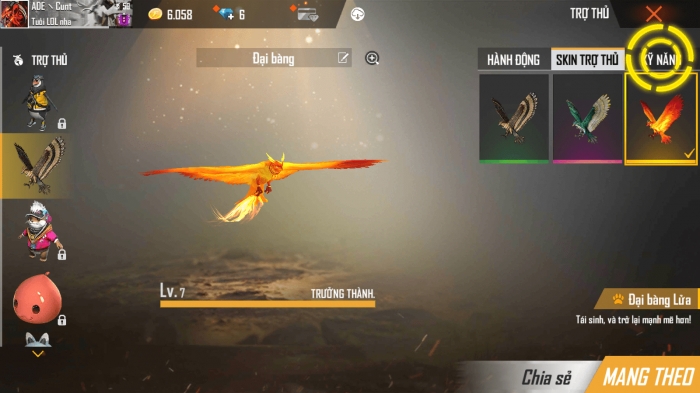 ADE ヽ Cunt
Tưới LOL nha
6.058
6
TRỢ THỦ
TRỢ THỦ
Đại bàng
HÀNH ĐỘNG
SKIN TRỢ THỦ
KỸ NĂNG
Lv. 7
TRƯỞNG THÀNH.
Đại bàng Lửa
Tái sinh, và trở lại mạnh mẽ hơn!
Chia sẻ
MANG THEO